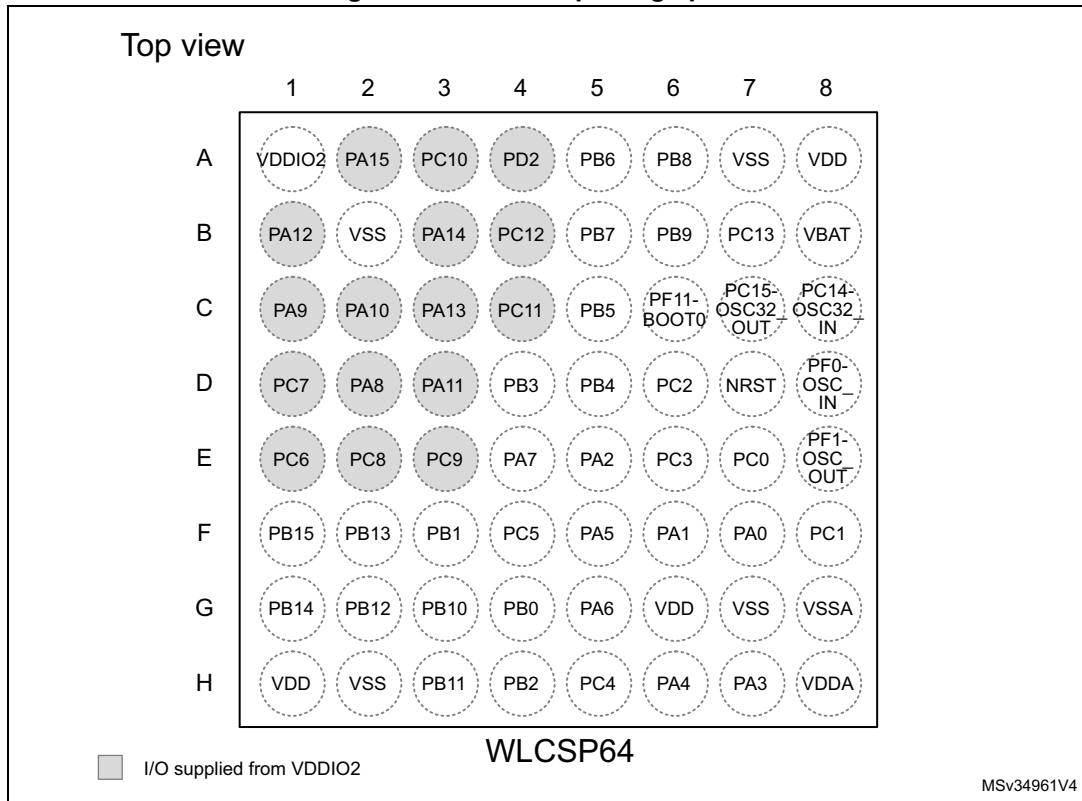 Top view
1 2 3 4 5 6 7 8
A VDDIO2 PA15 PC10 PD2 PB6 PB8 VSS VDD
B PA12 VSS PA14 PC12 PB7 PB9 PC13 VBAT
C PA9 PA10 PA13 PC11 PB5 PF11-BOOT0 PC15-OSC32_OUT PC14-OSC32_IN
D PC7 PA8 PA11 PB3 PB4 PC2 NRST PF0-OSC_IN
E PC6 PC8 PC9 PA7 PA2 PC3 PC0 PF1-OSC_OUT
F PB15 PB13 PB1 PC5 PA5 PA1 PA0 PC1
G PB14 PB12 PB10 PB0 PA6 VDD VSS VSSA
H VDD VSS PB11 PB2 PC4 PA4 PA3 VDDA
WLCSP64
I/O supplied from VDDIO2
MSv34961V4